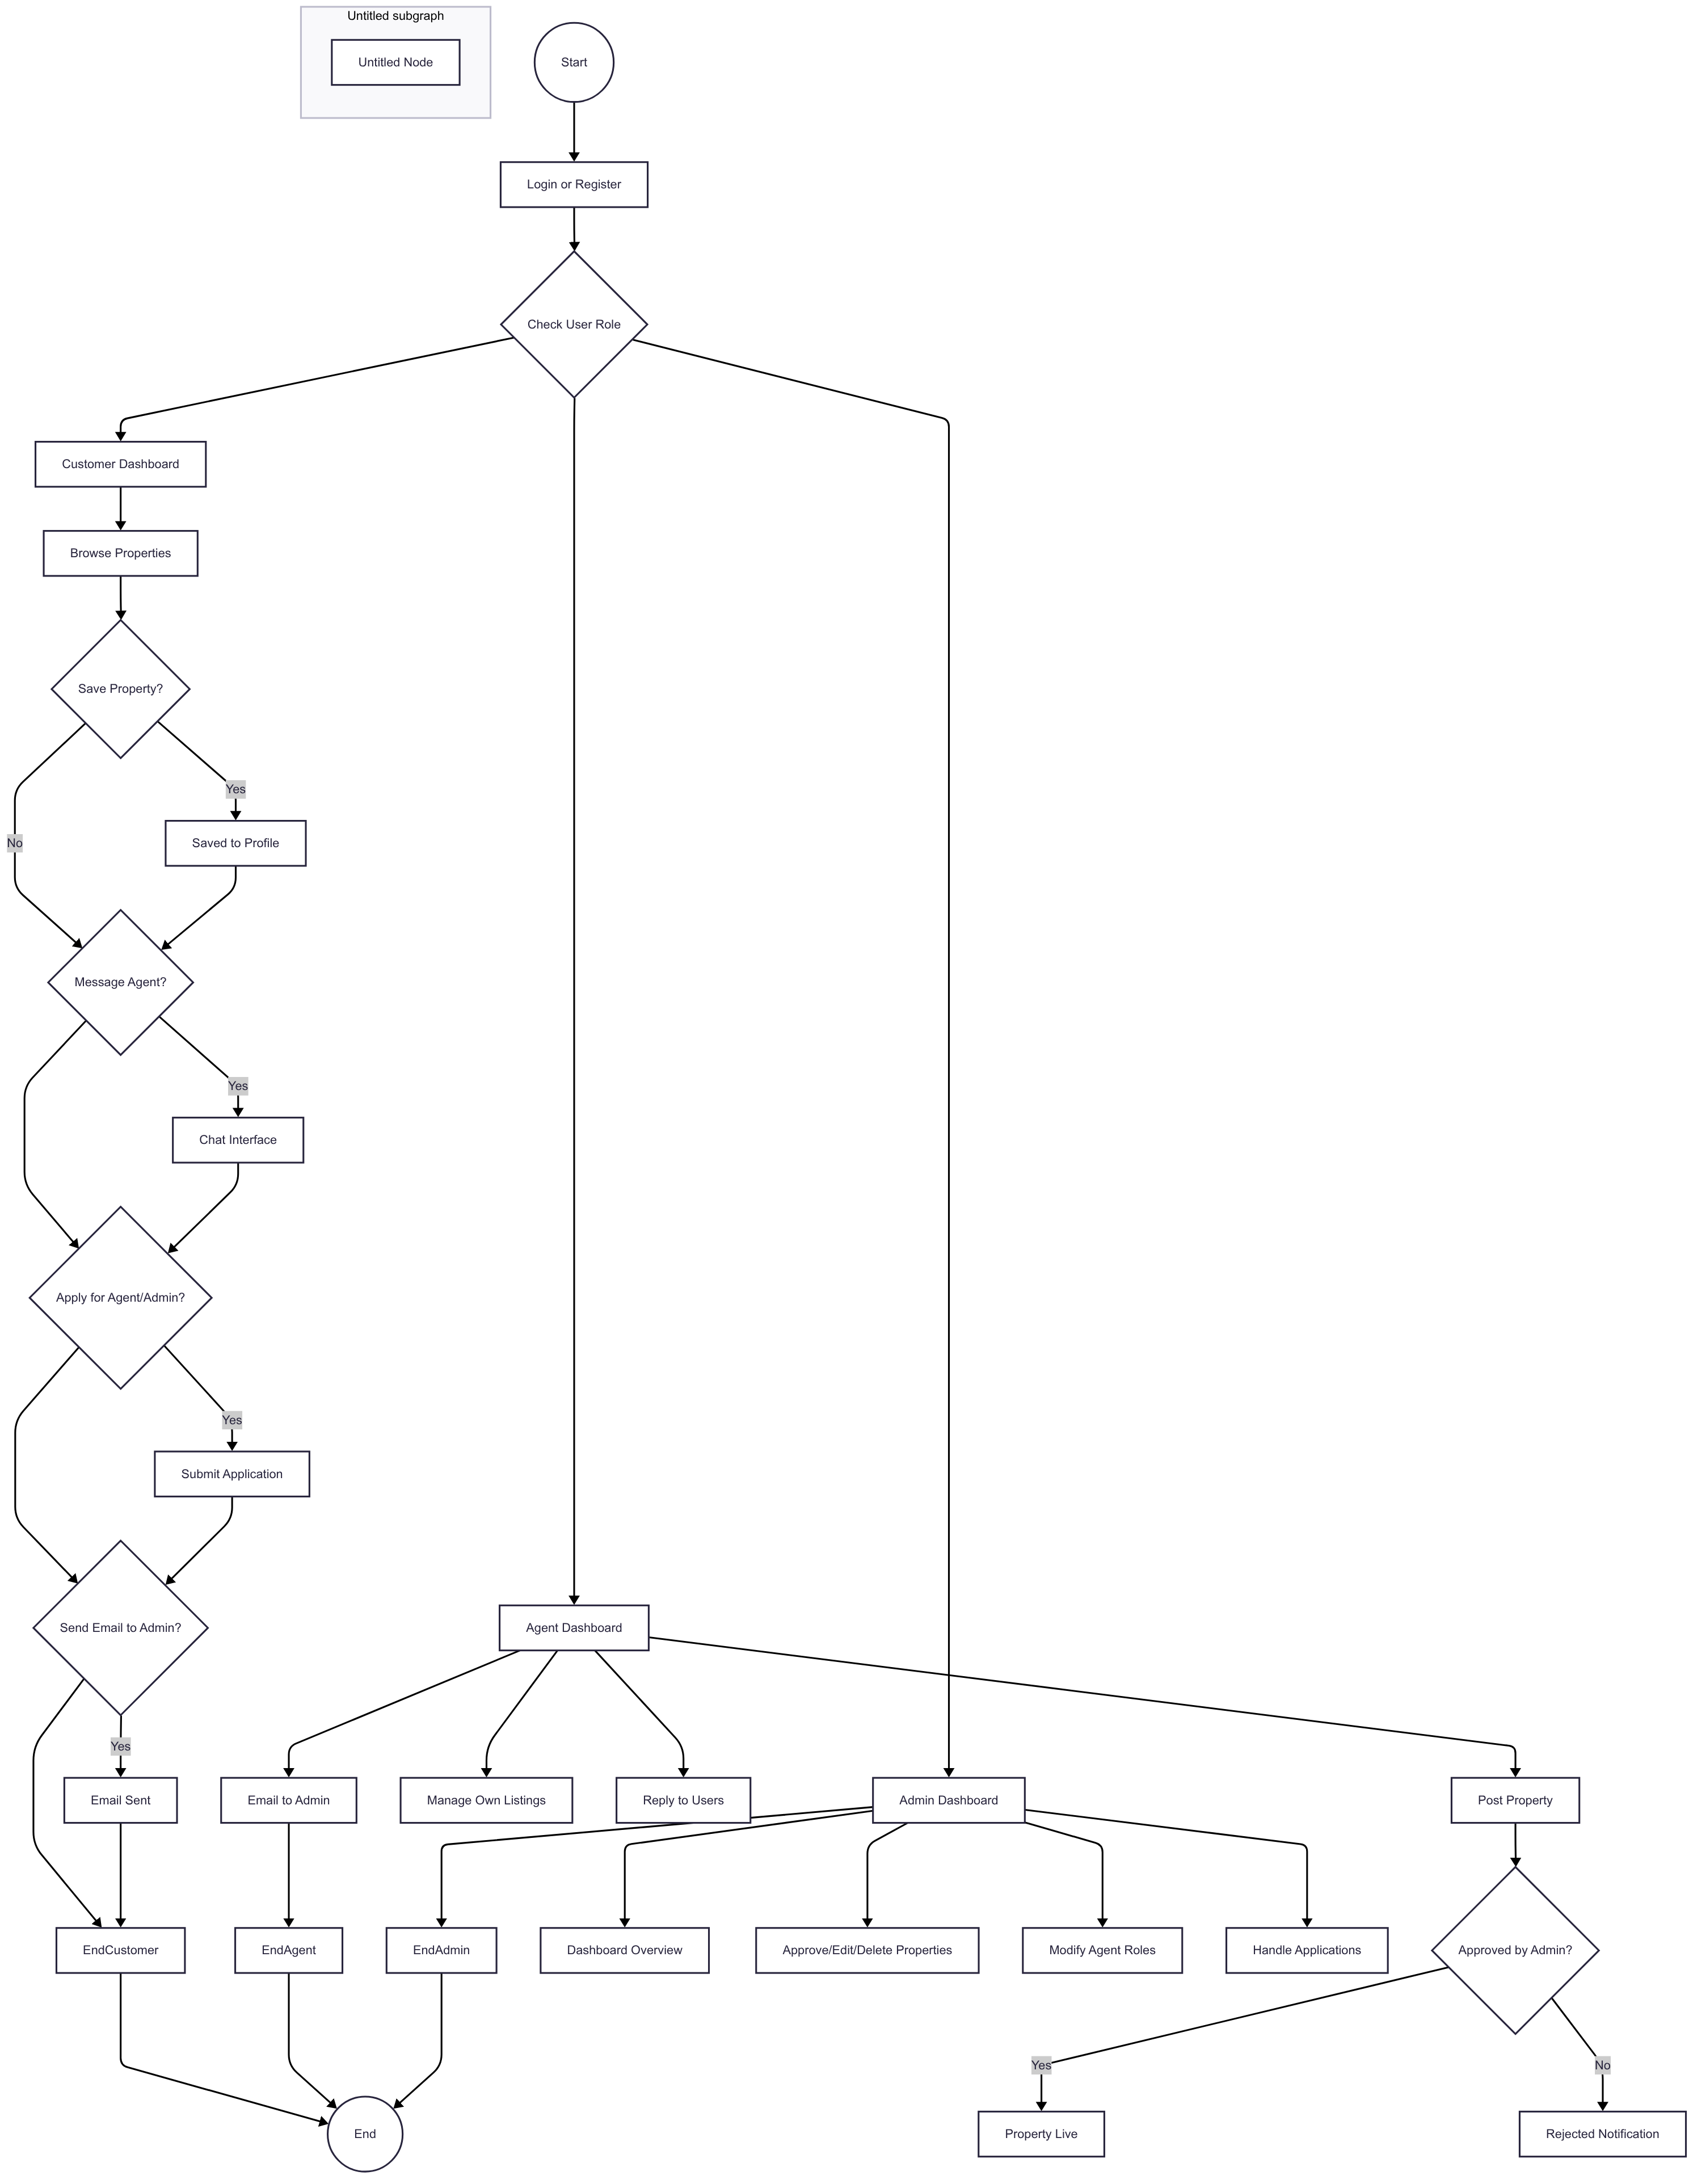 Untitled subgraph
Untitled Node
Start
Login or Register
Check User Role
Customer Dashboard
Browse Properties
Save Property?
Yes
No
Saved to Profile
Message Agent?
Yes
Chat Interface
Apply for Agent/Admin?
Yes
Submit Application
Send Email to Admin?
Agent Dashboard
Yes
Email Sent
Email to Admin
Manage Own Listings
Reply to Users
Admin Dashboard
Post Property
EndCustomer
EndAgent
EndAdmin
Dashboard Overview
Approve/Edit/Delete Properties
Modify Agent Roles
Handle Applications
Approved by Admin?
Yes
No
End
Property Live
Rejected Notification